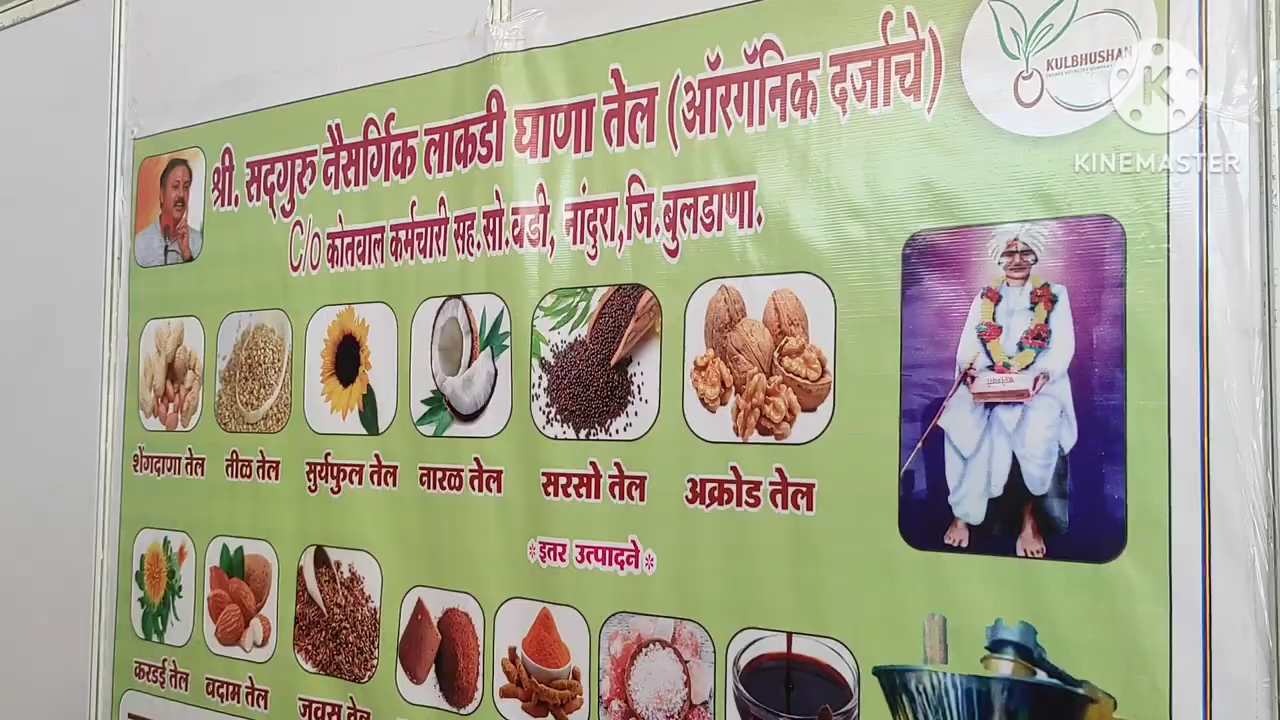 श्री. सद्गुरु नैसर्गिक लाकडी घाणा तेल (ऑरगॅनिक दर्जाचे)
C/o कोतवाल कर्मचारी सह.सो.वडी, नांदुरा,जि.बुलडाणा.
KULBHUSHAN
K
KINEMASTER
शेंगदाणा तेल
तीळ तेल
सुर्यफुल तेल
नारळ तेल
सरसो तेल
अक्रोड तेल
*इतर उत्पादने*
करडई तेल
बदाम तेल
जवस तेल